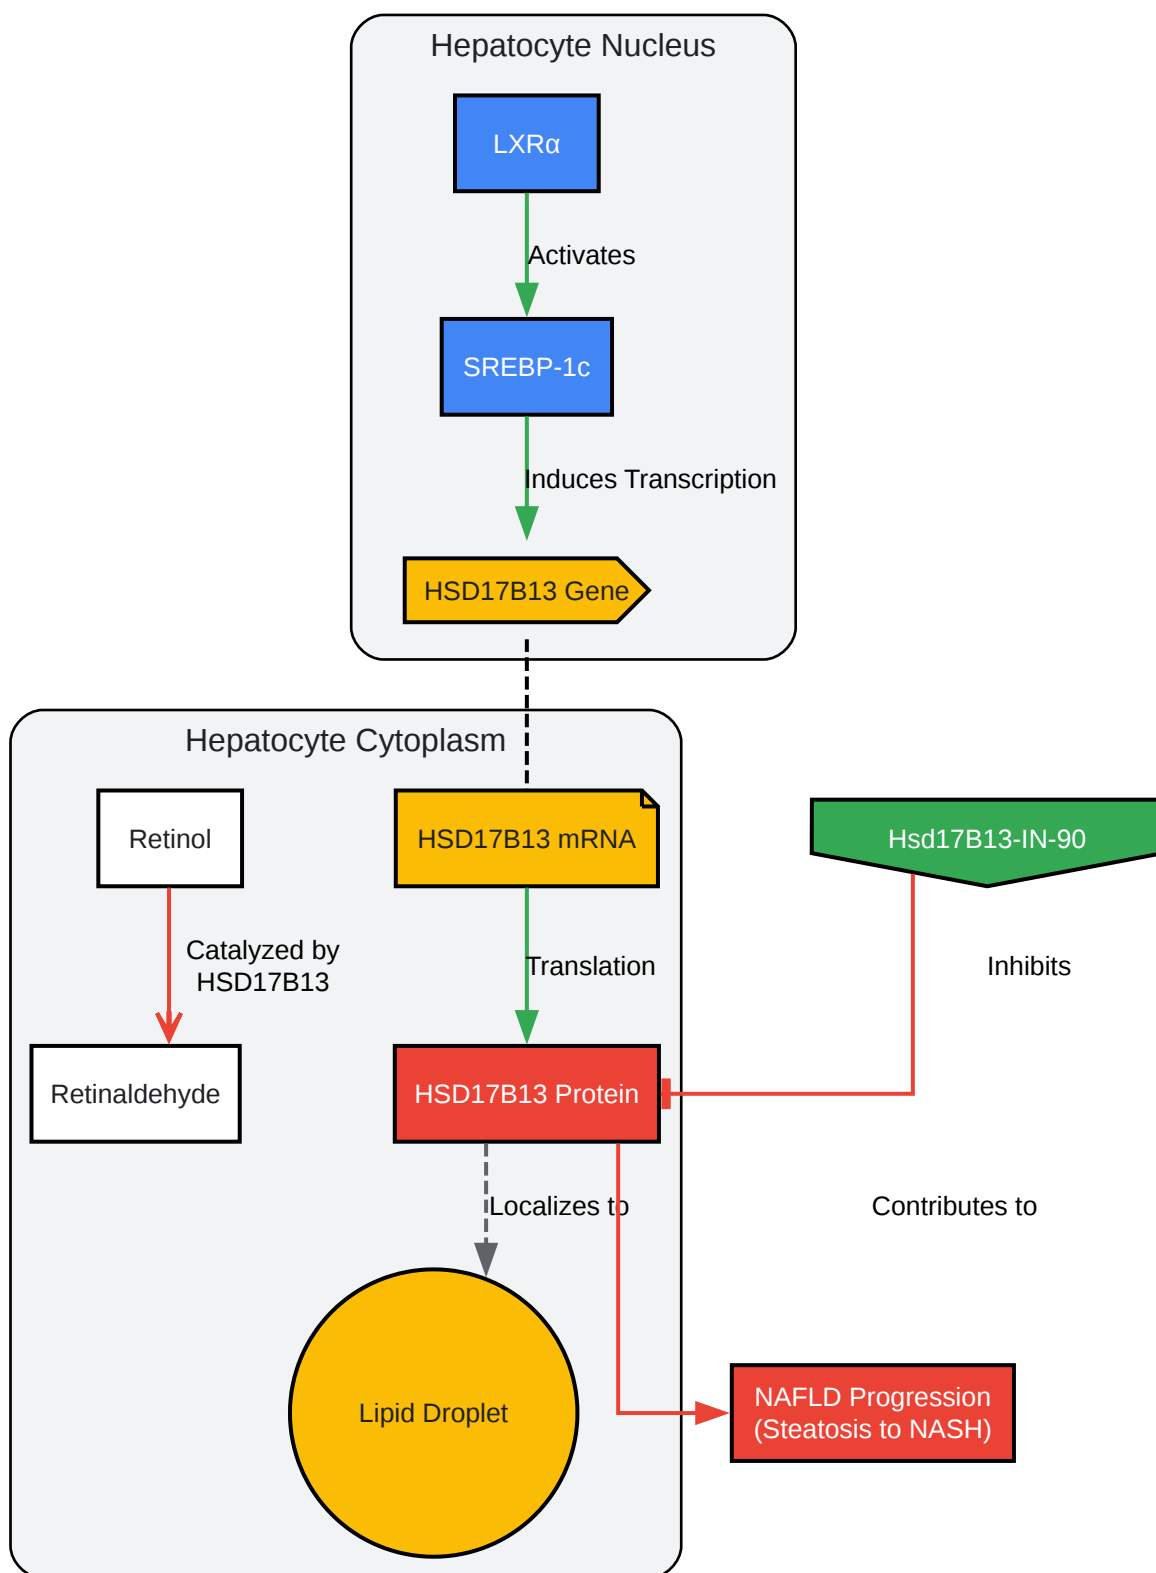 Hepatocyte Nucleus
LXRα
Activates
SREBP-1c
Induces Transcription
HSD17B13 Gene
Hepatocyte Cytoplasm
Retinol
HSD17B13 mRNA
Hsd17B13-IN-90
Catalyzed by
HSD17B13
Translation
Inhibits
Retinaldehyde
HSD17B13 Protein
Localizes to
Contributes to
Lipid Droplet
NAFLD Progression
(Steatosis to NASH)